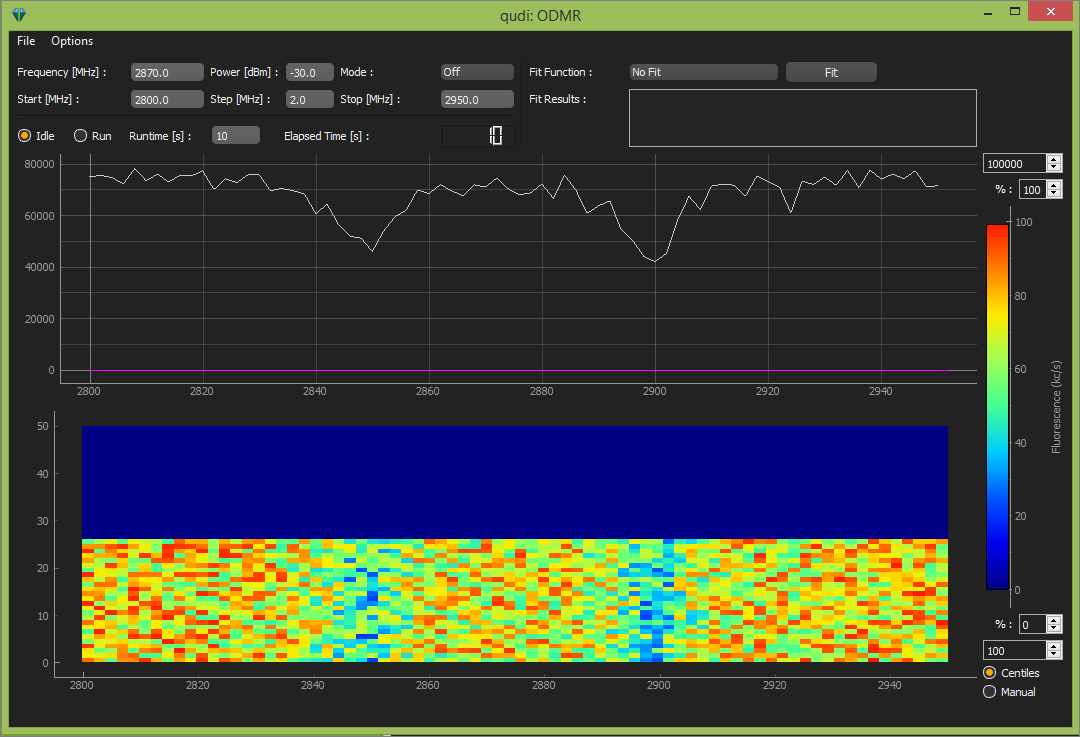 qudi: ODMR
File Options
Frequency [MHz] : 2870.0 Power [dBm] : -30.0 Mode : Off Fit Function : No Fit Fit
Start [MHz] : 2800.0 Step [MHz] : 2.0 Stop [MHz] : 2950.0 Fit Results :
Idle Run Runtime [s] : 10 Elapsed Time [s] : 0
80000
60000
40000
20000
0
2800 2820 2840 2860 2880 2900 2920 2940
50
40
30
20
10
0
2800 2820 2840 2860 2880 2900 2920 2940
100000
% : 100
100
80
60
40
20
0
Fluorescence (kc/s)
% : 0
100
Centiles
Manual